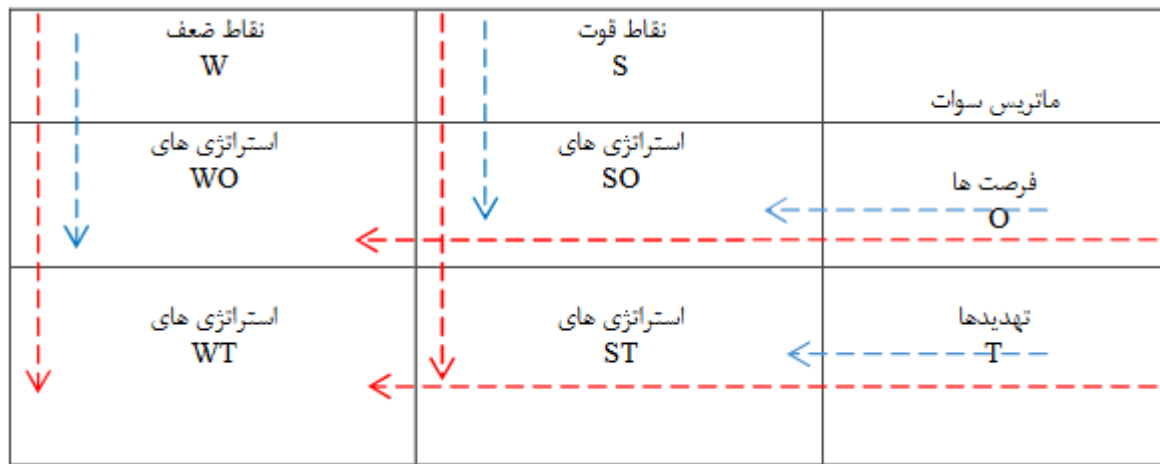 ماتریس سوات
نقاط قوت
S
نقاط ضعف
W
فرصت ها
O
استراتژی های
SO
استراتژی های
WO
تهدیدها
T
استراتژی های
ST
استراتژی های
WT